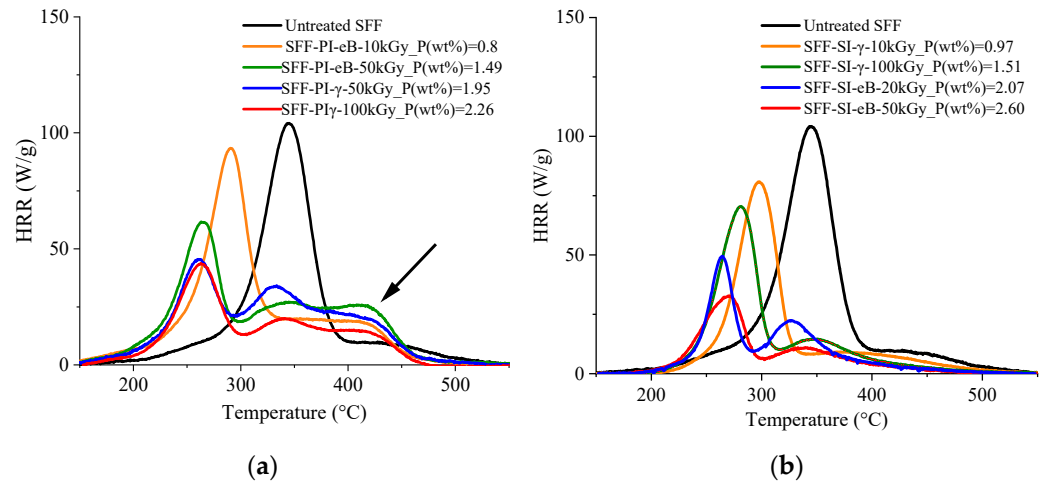 150
100
50
0
200
300
400
500
HRR (W/g)
Temperature (°C)
Untreated SFF
SFF-PI-eB-10kGy_P(wt%)=0.8
SFF-PI-eB-50kGy_P(wt%)=1.49
SFF-PI-γ-50kGy_P(wt%)=1.95
SFF-PIγ-100kGy_P(wt%)=2.26
(a)
150
100
50
0
200
300
400
500
HRR (W/g)
Temperature (°C)
Untreated SFF
SFF-SI-γ-10kGy_P(wt%)=0.97
SFF-SI-γ-100kGy_P(wt%)=1.51
SFF-SI-eB-20kGy_P(wt%)=2.07
SFF-SI-eB-50kGy_P(wt%)=2.60
(b)